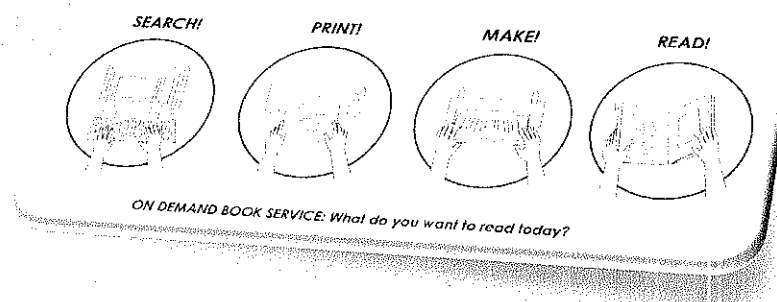 SEARCH!
PRINT!
MAKE!
READ!
ON DEMAND BOOK SERVICE: What do you want to read today?